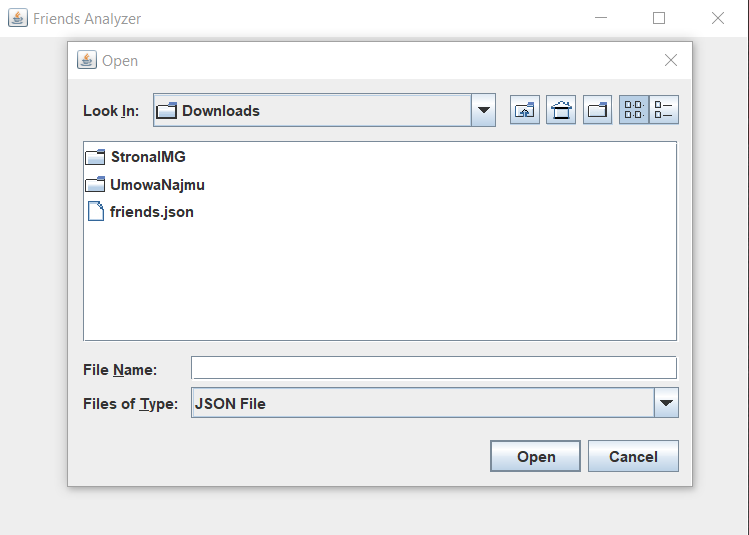 Friends Analyzer
Open
Look In: Downloads
StronaIMG
UmowaNajmu
friends.json
File Name:
Files of Type: JSON File
Open Cancel